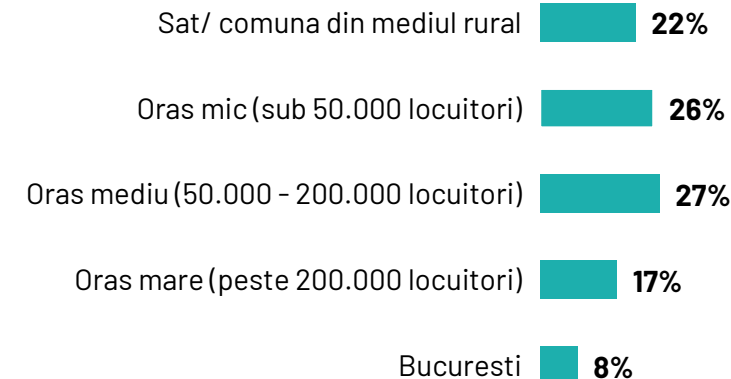 Sat/ comuna din mediul rural 22%
Oras mic (sub 50.000 locuitori) 26%
Oras mediu (50.000 - 200.000 locuitori) 27%
Oras mare (peste 200.000 locuitori) 17%
Bucuresti 8%